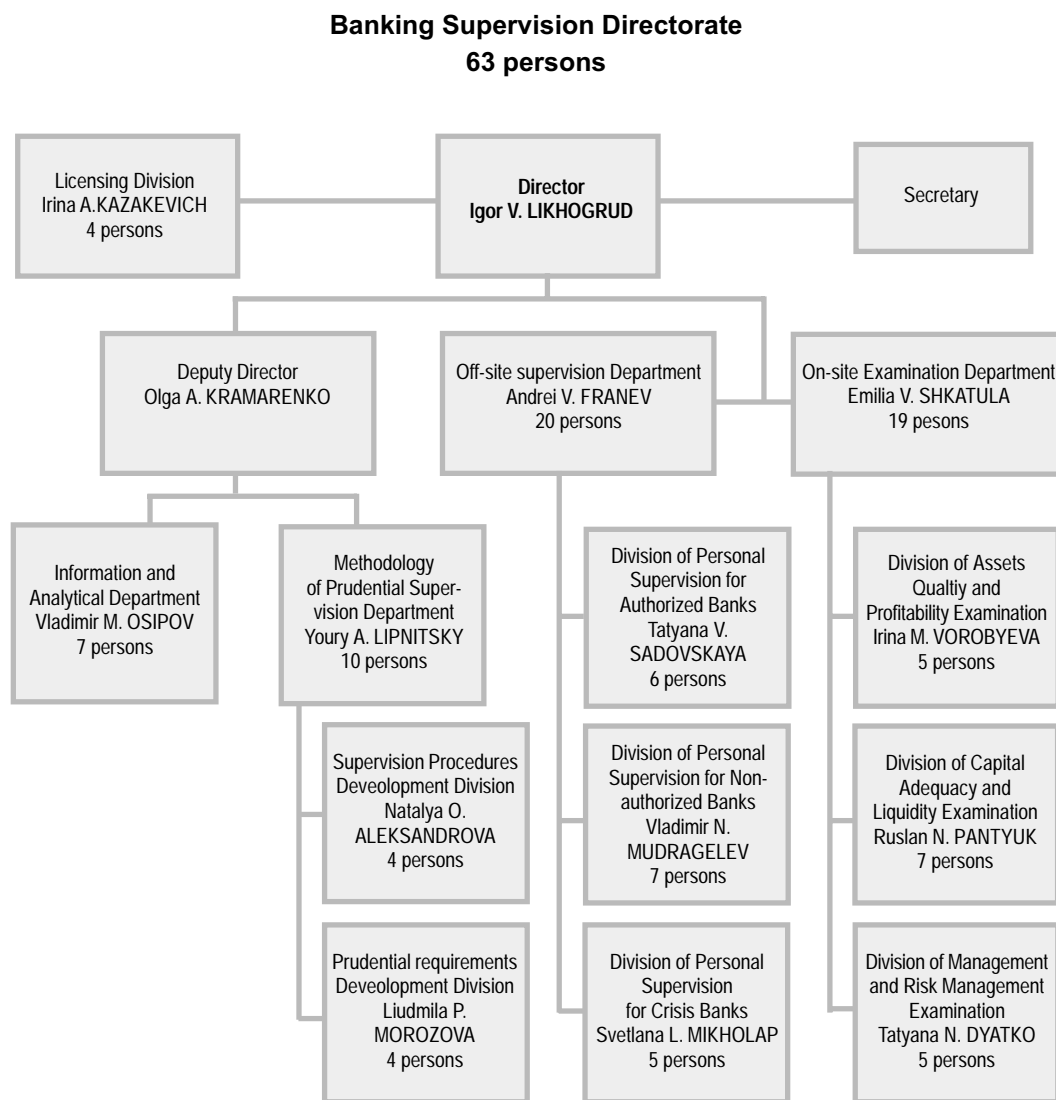 Banking Supervision Directorate
63 persons
Licensing Division
Irina A.KAZAKEVICH
4 persons
Director
Igor V. LIKHOGRUD
Secretary
Deputy Director
Olga A. KRAMARENKO
Off-site supervision Department
Andrei V. FRANEV
20 persons
On-site Examination Department
Emilia V. SHKATULA
19 pesons
Information and
Analytical Department
Vladimir M. OSIPOV
7 persons
Methodology
of Prudential Super-
vision Department
Youry A. LIPNITSKY
10 persons
Supervision Procedures
Deveolopment Division
Natalya O.
ALEKSANDROVA
4 persons
Prudential requirements
Deveolopment Division
Liudmila P.
MOROZOVA
4 persons
Division of Personal
Supervision for
Authorized Banks
Tatyana V.
SADOVSKAYA
6 persons
Division of Personal
Supervision for Non-
authorized Banks
Vladimir N.
MUDRAGELEV
7 persons
Division of Personal
Supervision
for Crisis Banks
Svetlana L. MIKHOLAP
5 persons
Division of Assets
Qualtiy and
Profitability Examination
Irina M. VOROBYEVA
5 persons
Division of Capital
Adequacy and
Liquidity Examination
Ruslan N. PANTYUK
7 persons
Division of Management
and Risk Management
Examination
Tatyana N. DYATKO
5 persons